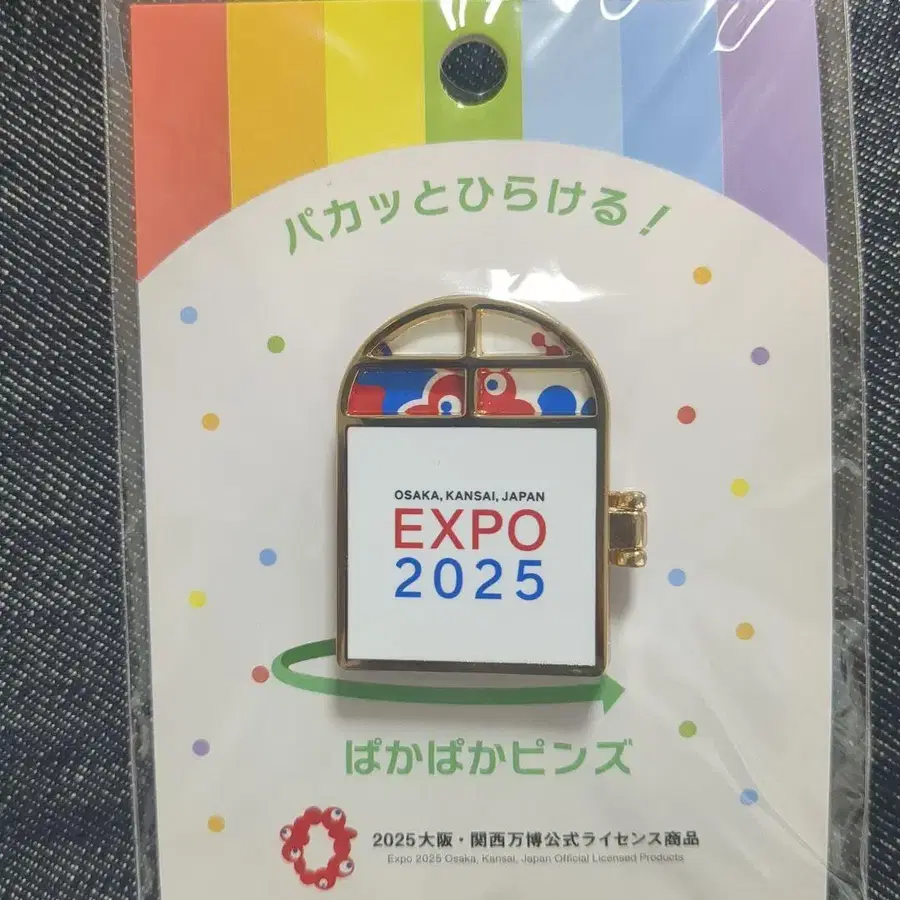 パカッとひらける!
OSAKA, KANSAI, JAPAN
EXPO
2025
ぱかぱかピンズ
2025大阪・関西万博公式ライセンス商品
Expo 2025 Osaka, Kansai, Japan Official Licensed Products